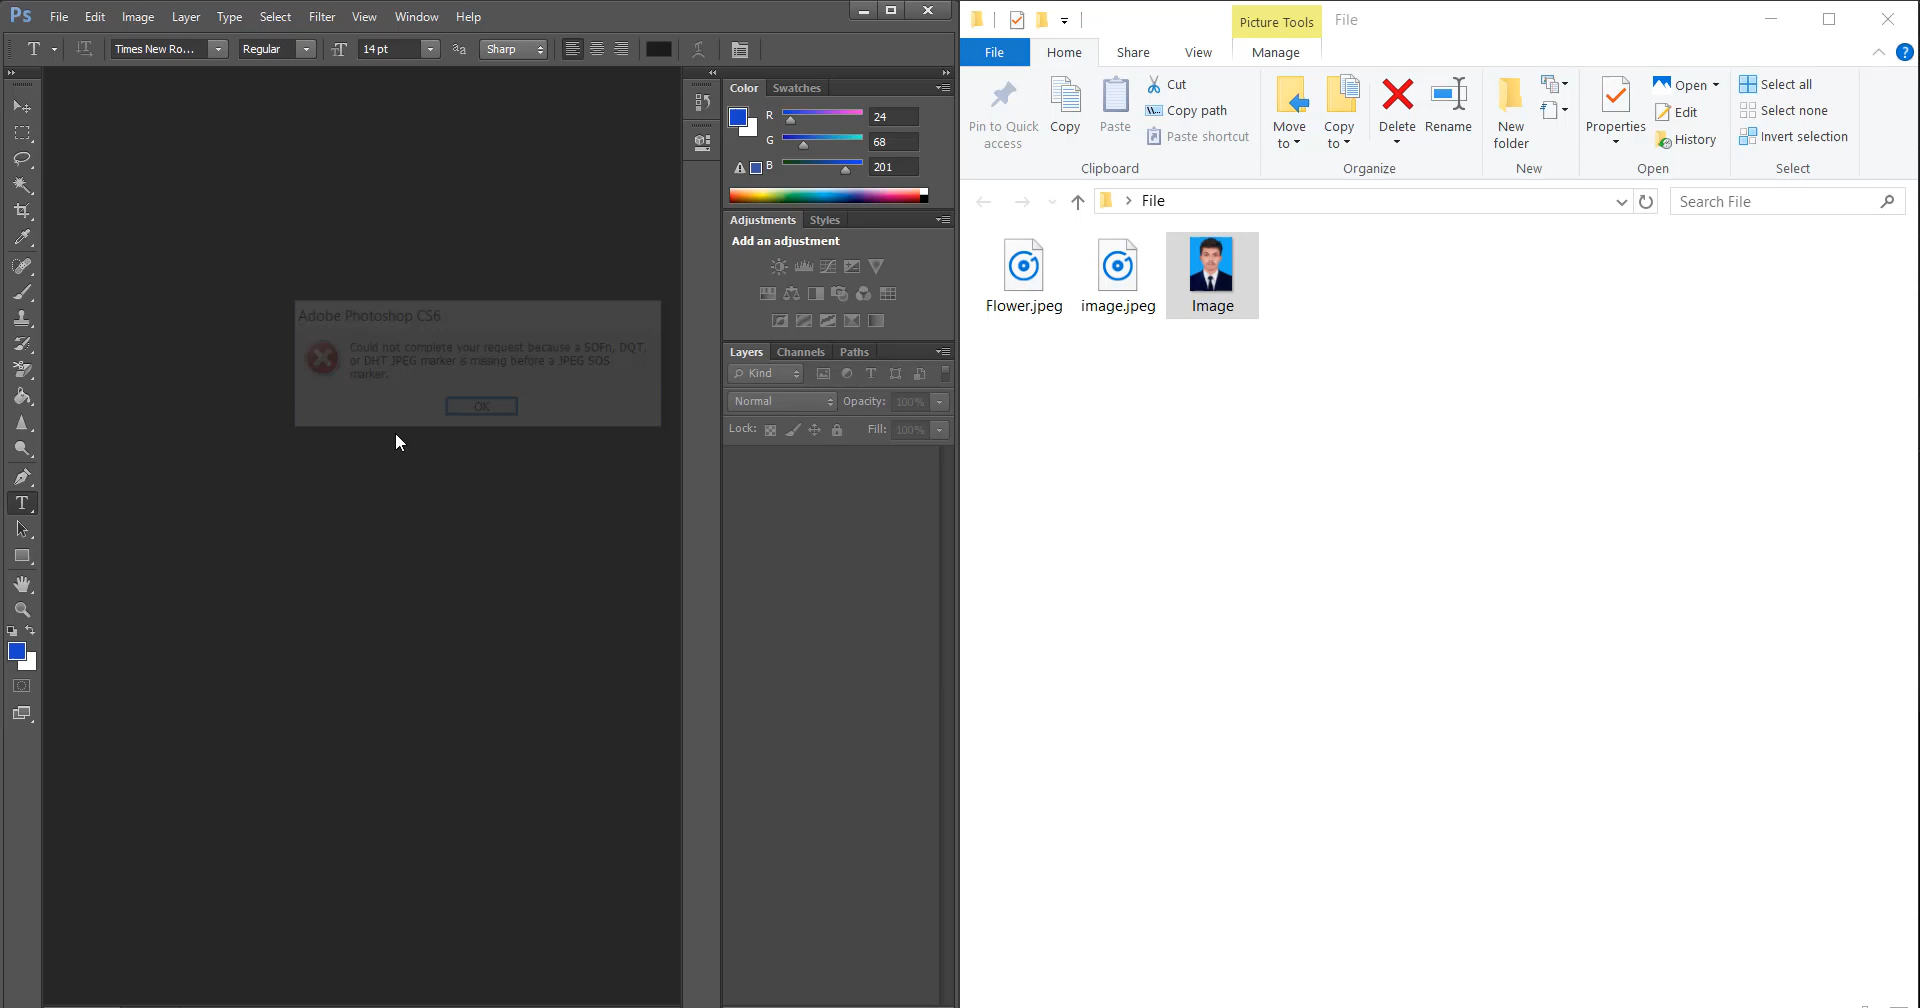 Ps File Edit Image Layer Type Select Filter View Window Help
T Times New Ro... Regular 14 pt Sharp
Color Swatches
R 24
G 68
B 201
Adjustments Styles
Add an adjustment
Layers Channels Paths
Kind
Normal Opacity: 100%
Lock: Fill: 100%
Adobe Photoshop CS6
Could not complete your request because a SOFn, DQT,
or DHT JPEG marker is missing before a JPEG SOS
marker.
OK
Picture Tools File
File Home Share View Manage
Pin to Quick
access
Copy
Paste
Cut
Copy path
Paste shortcut
Clipboard
Move
to
Copy
to
Delete
Rename
Organize
New
folder
New
Properties
Open
Edit
History
Open
Select all
Select none
Invert selection
Select
File
Search File
Flower.jpeg
image.jpeg
Image